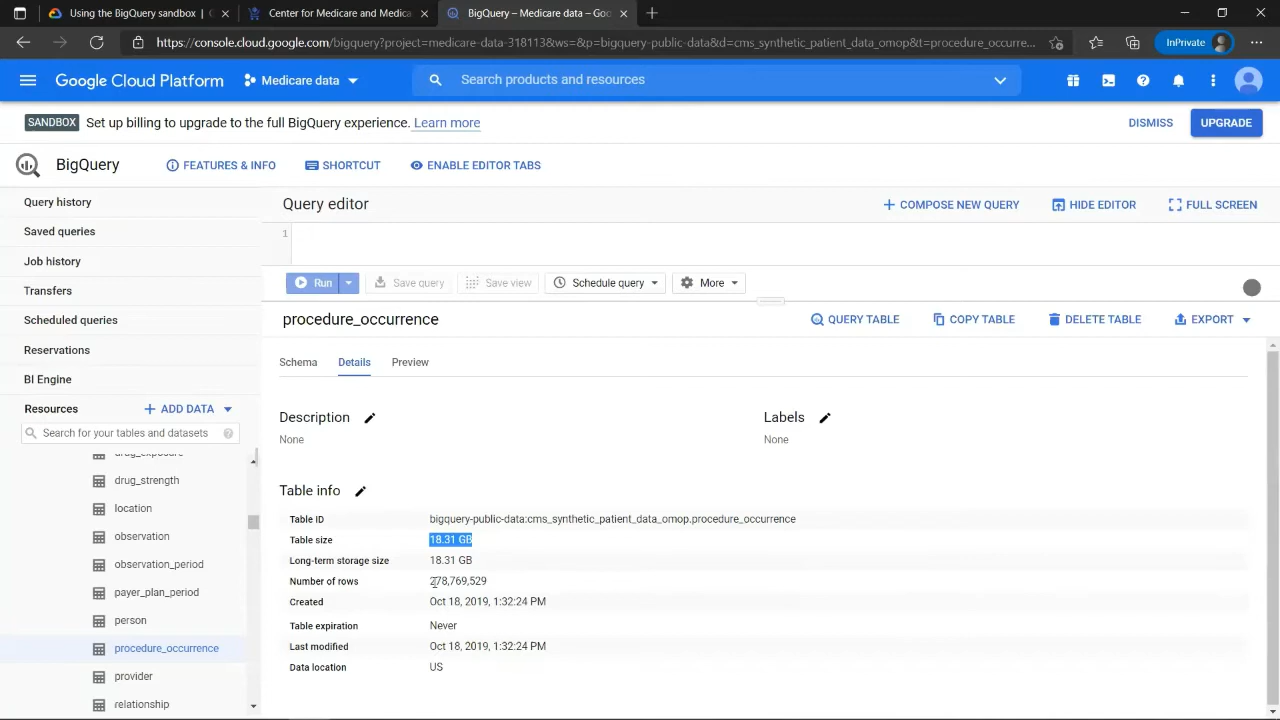 Using the BigQuery sandbox |
Center for Medicare and Medica
BigQuery – Medicare data – Goo
https://console.cloud.google.com/bigquery?project=medicare-data-318113&ws=&p=bigquery-public-data&d=cms_synthetic_patient_data_omop&t=procedure_occurre...
InPrivate
Google Cloud Platform
Medicare data
Search products and resources
SANDBOX Set up billing to upgrade to the full BigQuery experience. Learn more
DISMISS
UPGRADE
BigQuery
FEATURES & INFO
SHORTCUT
ENABLE EDITOR TABS
Query history
Saved queries
Job history
Transfers
Scheduled queries
Reservations
BI Engine
Resources
ADD DATA
Search for your tables and datasets
drug_exposure
drug_strength
location
observation
observation_period
payer_plan_period
person
procedure_occurrence
provider
relationship
Query editor
COMPOSE NEW QUERY
HIDE EDITOR
FULL SCREEN
1
Run
Save query
Save view
Schedule query
More
procedure_occurrence
QUERY TABLE
COPY TABLE
DELETE TABLE
EXPORT
Schema
Details
Preview
Description
None
Labels
None
Table info
Table ID bigquery-public-data:cms_synthetic_patient_data_omop.procedure_occurrence
Table size 18.31 GB
Long-term storage size 18.31 GB
Number of rows 278,769,529
Created Oct 18, 2019, 1:32:24 PM
Table expiration Never
Last modified Oct 18, 2019, 1:32:24 PM
Data location US